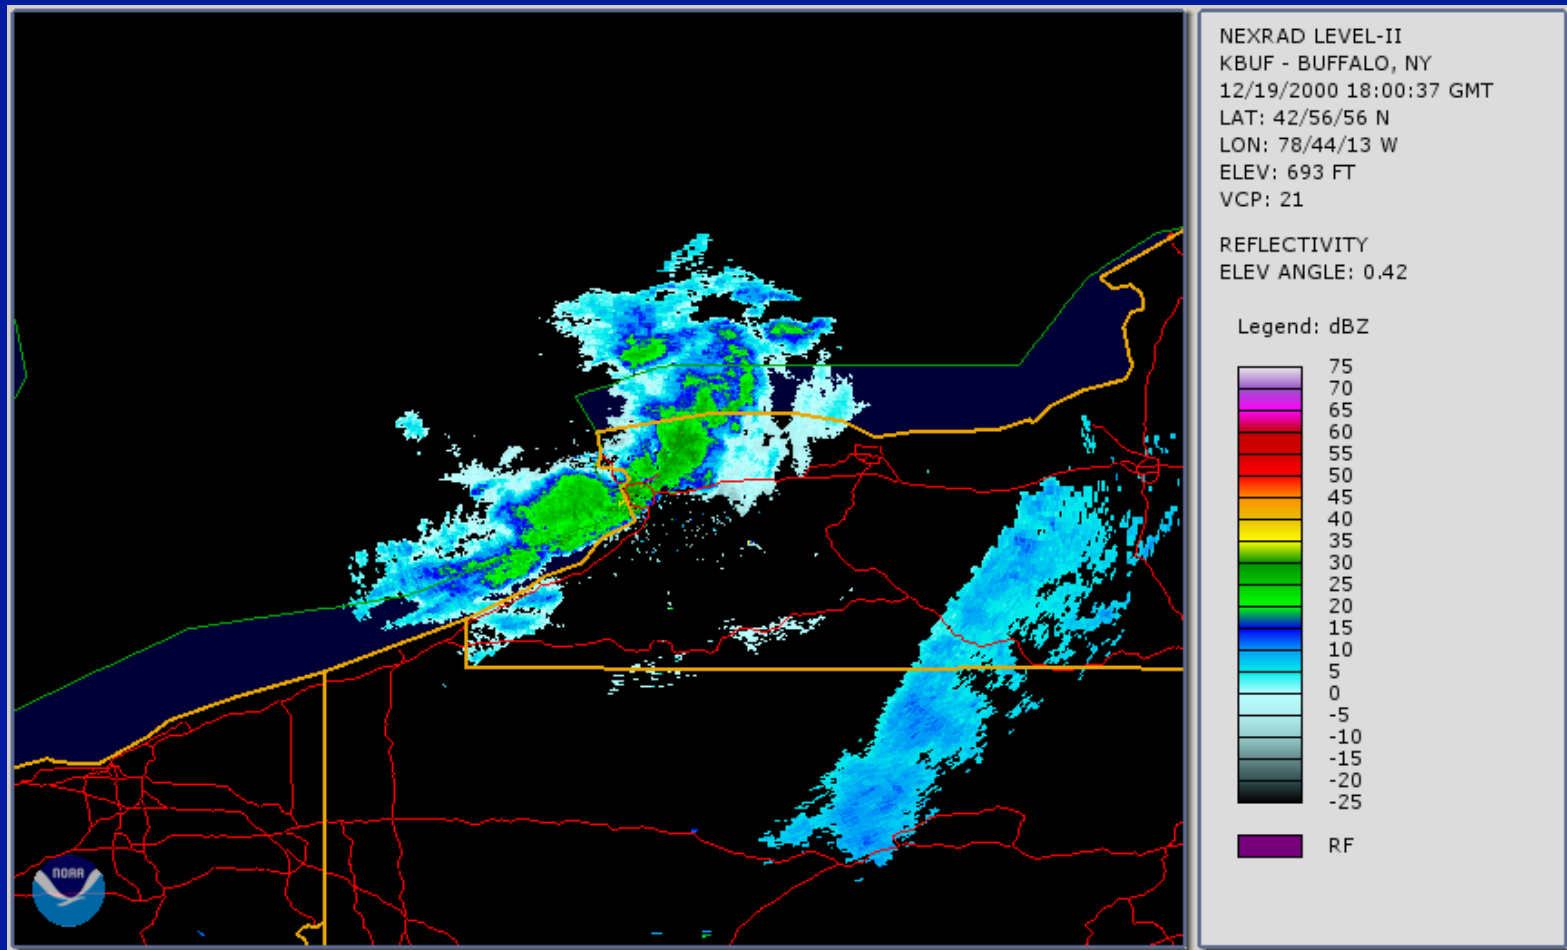 NEXRAD LEVEL-II
KBUF - BUFFALO, NY
12/19/2000 18:00:37 GMT
LAT: 42/56/56 N
LON: 78/44/13 W
ELEV: 693 FT
VCP: 21
REFLECTIVITY
ELEV ANGLE: 0.42
Legend: dBZ
75
70
65
60
55
50
45
40
35
30
25
20
15
10
5
0
-5
-10
-15
-20
-25
RF
NOAA